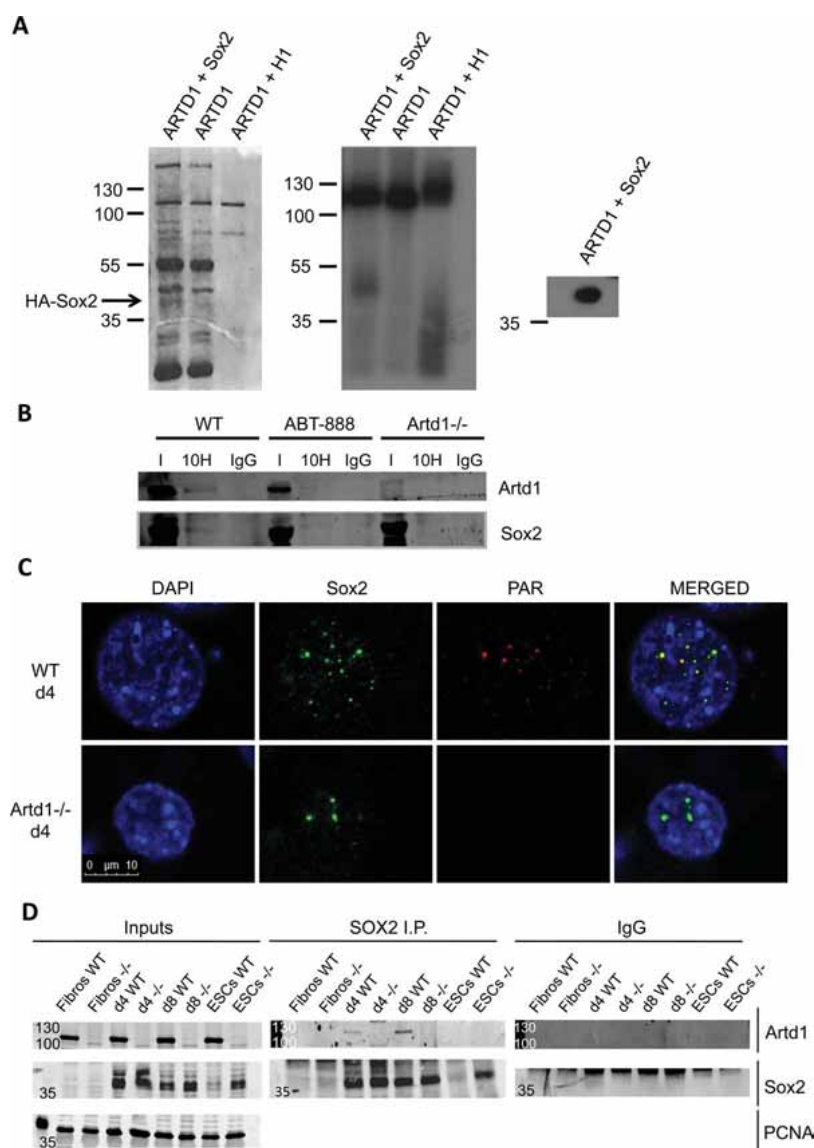 A
ARTD1 + Sox2
ARTD1
ARTD1 + H1
130
100
55
HA-Sox2
35
ARTD1 + Sox2
ARTD1
ARTD1 + H1
130
100
55
35
ARTD1 + Sox2
35
B
WT ABT-888 Artd1-/-
I 10H IgG I 10H IgG I 10H IgG
Artd1
Sox2
C
DAPI Sox2 PAR MERGED
WT
d4
Artd1-/-
d4
0 µm 10
D
Inputs SOX2 I.P. IgG
Fibros WT
Fibros -/-
d4 WT
d4 -/-
d8 WT
d8 -/-
ESCs WT
ESCs -/-
Fibros WT
Fibros -/-
d4 WT
d4 -/-
d8 WT
d8 -/-
ESCs WT
ESCs -/-
Fibros WT
Fibros -/-
d4 WT
d4 -/-
d8 WT
d8 -/-
ESCs WT
ESCs -/-
130 130 130
100 100 100
Artd1
35 35 35
Sox2
35
PCNA